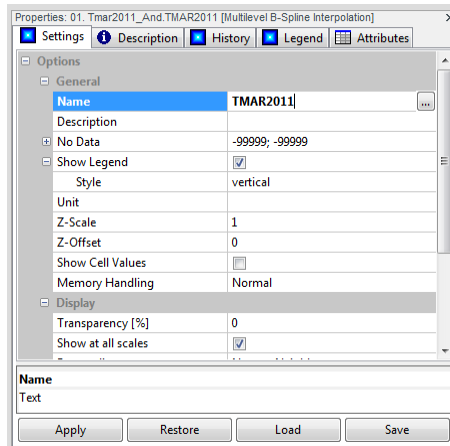 Properties: 01. Tmar2011_And.TMAR2011 [Multilevel B-Spline Interpolation]
Settings Description History Legend Attributes
Options
General
Name TMAR2011 ...
Description
No Data -99999; -99999
Show Legend
Style vertical
Unit
Z-Scale 1
Z-Offset 0
Show Cell Values
Memory Handling Normal
Display
Transparency [%] 0
Show at all scales
Name
Text
Apply Restore Load Save